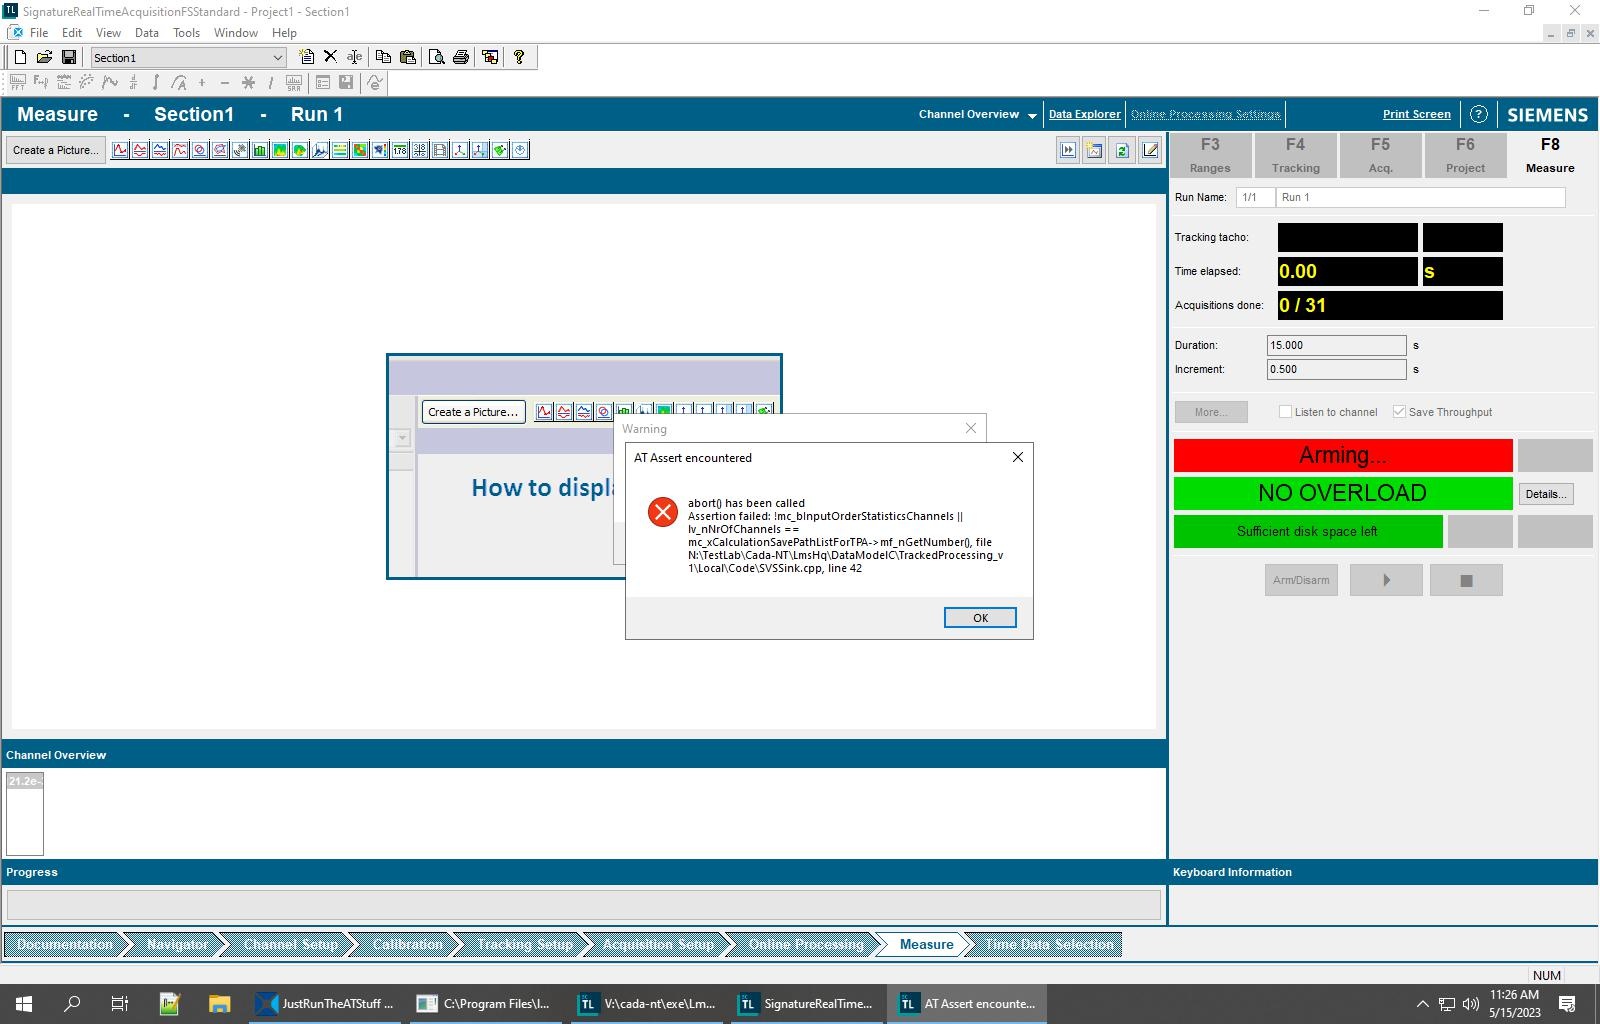 SignatureRealTimeAcquisitionFSStandard - Project1 - Section1
File Edit View Data Tools Window Help
Section1
Measure - Section1 - Run 1
Channel Overview
Data Explorer
Online Processing Settings
Print Screen
SIEMENS
Create a Picture...
F3 F4 F5 F6 F8
Ranges Tracking Acq. Project Measure
Run Name: 1/1 Run 1
Tracking tacho:
Time elapsed: 0.00 s
Acquisitions done: 0 / 31
Duration: 15.000 s
Increment: 0.500 s
More... Listen to channel Save Throughput
Arming...
NO OVERLOAD Details...
Sufficient disk space left
Arm/Disarm
Create a Picture...
How to displ
Warning
AT Assert encountered
abort() has been called
Assertion failed: !mc_bInputOrderStatisticsChannels ||
lv_nNrOfChannels ==
mc_xCalculationSavePathListForTPA->mf_nGetNumber(), file
N:\TestLab\Cada-NT\LmsHq\DataModelC\TrackedProcessing_v
1\Local\Code\SVSSink.cpp, line 42
OK
Channel Overview
21.2e-
Progress
Keyboard Information
Documentation Navigator Channel Setup Calibration Tracking Setup Acquisition Setup Online Processing Measure Time Data Selection
NUM
JustRunTheATStuff ...
C:\Program Files\I...
V:\cada-nt\exe\Lm...
SignatureRealTime...
AT Assert encounte...
11:26 AM
5/15/2023